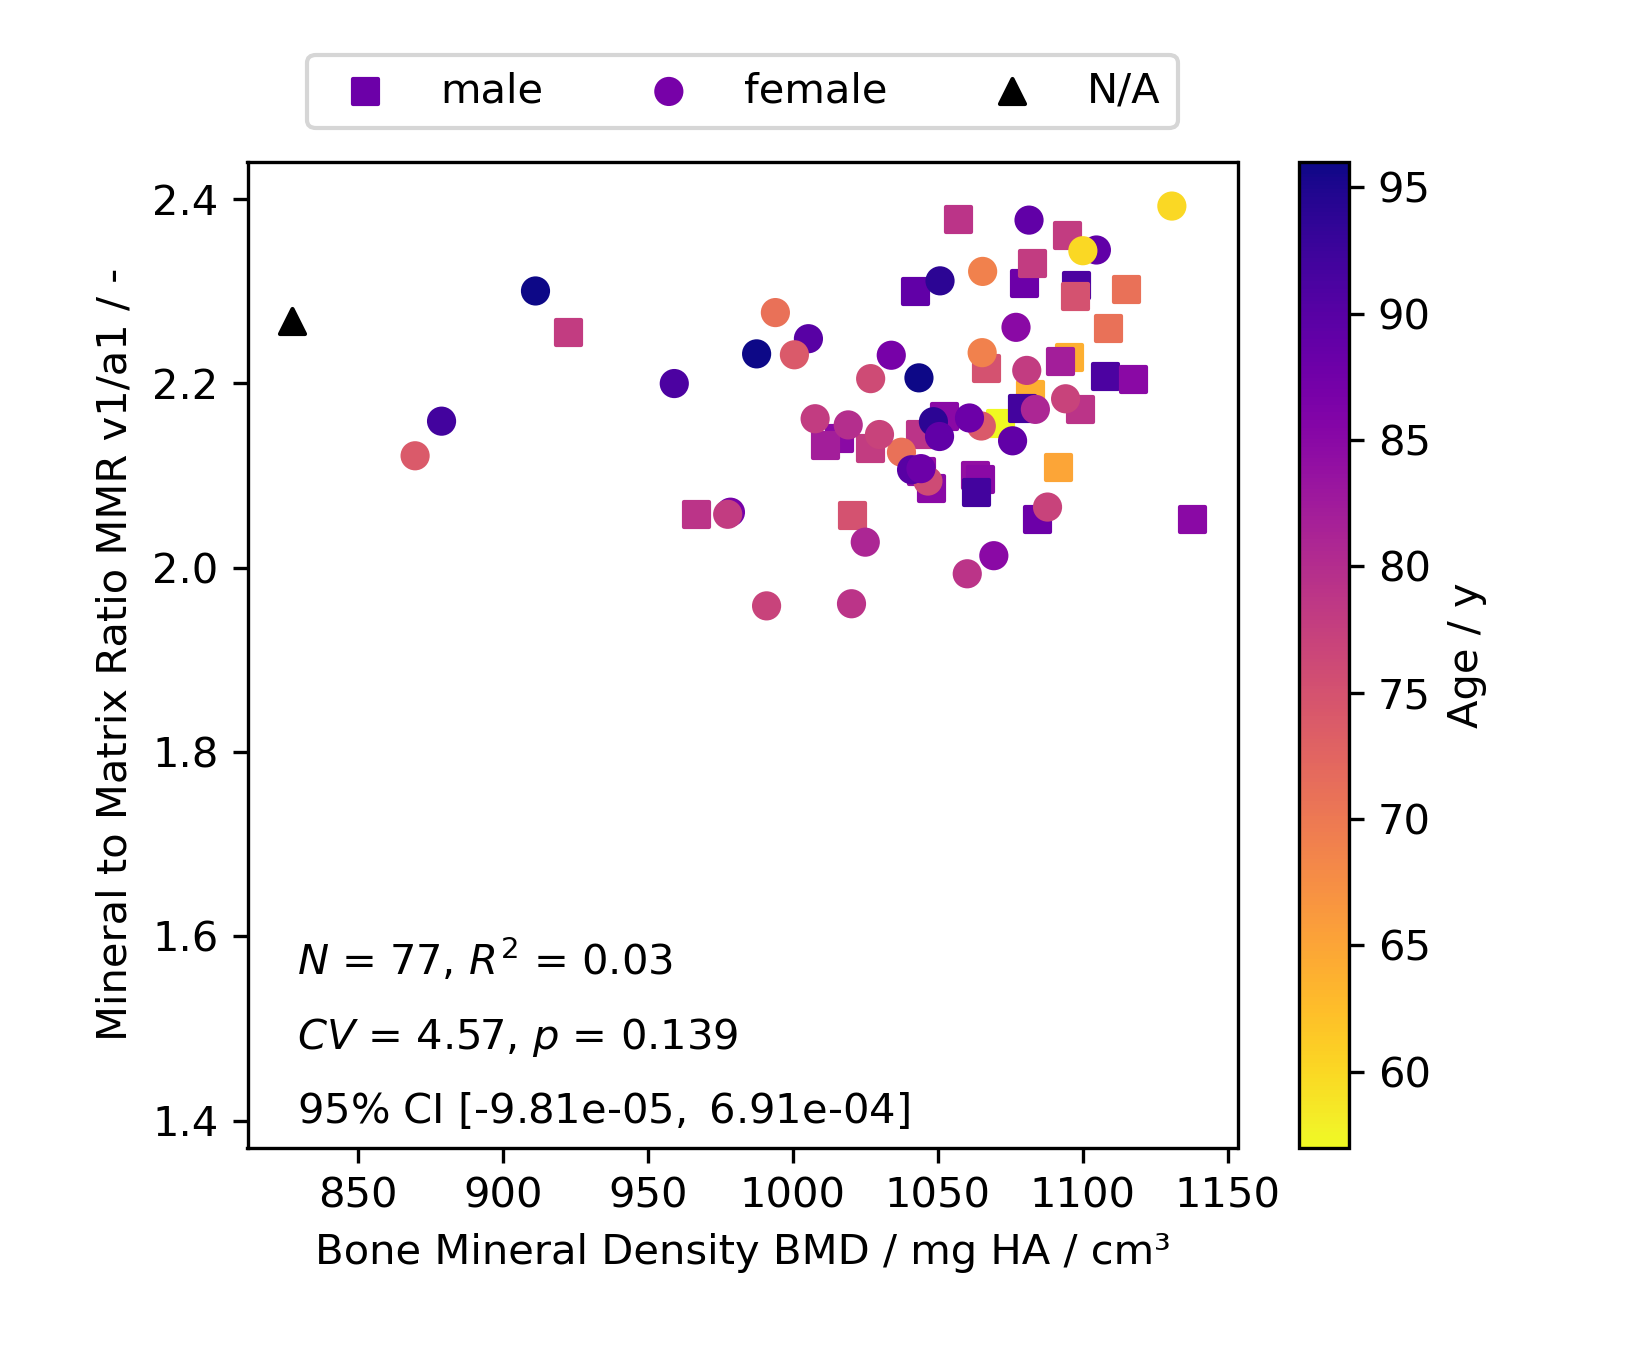 male female N/A
2.4
2.2
2.0
1.8
1.6
1.4
Mineral to Matrix Ratio MMR v1/a1 / -
N = 77, R² = 0.03
CV = 4.57, p = 0.139
95% CI [-9.81e-05, 6.91e-04]
850 900 950 1000 1050 1100 1150
Bone Mineral Density BMD / mg HA / cm³
95
90
85
80
75
70
65
60
Age / y